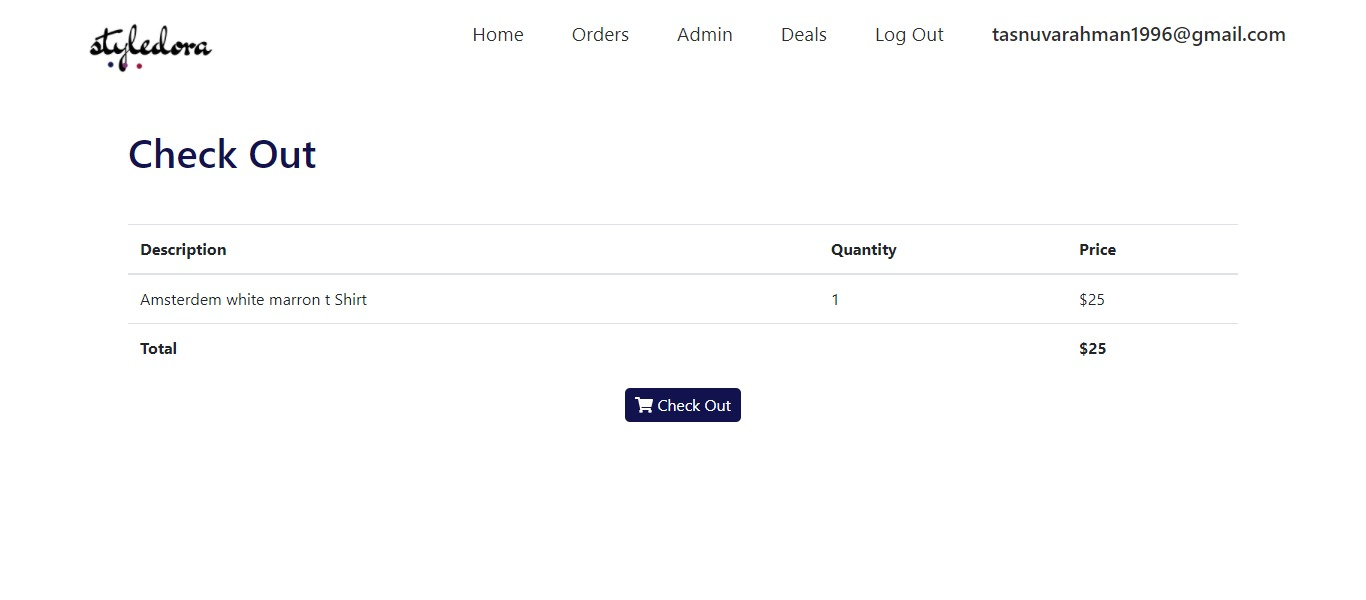 styledora
Home Orders Admin Deals Log Out tasnuvarahman1996@gmail.com
Check Out
Description Quantity Price
Amsterdem white marron t Shirt 1 $25
Total $25
Check Out